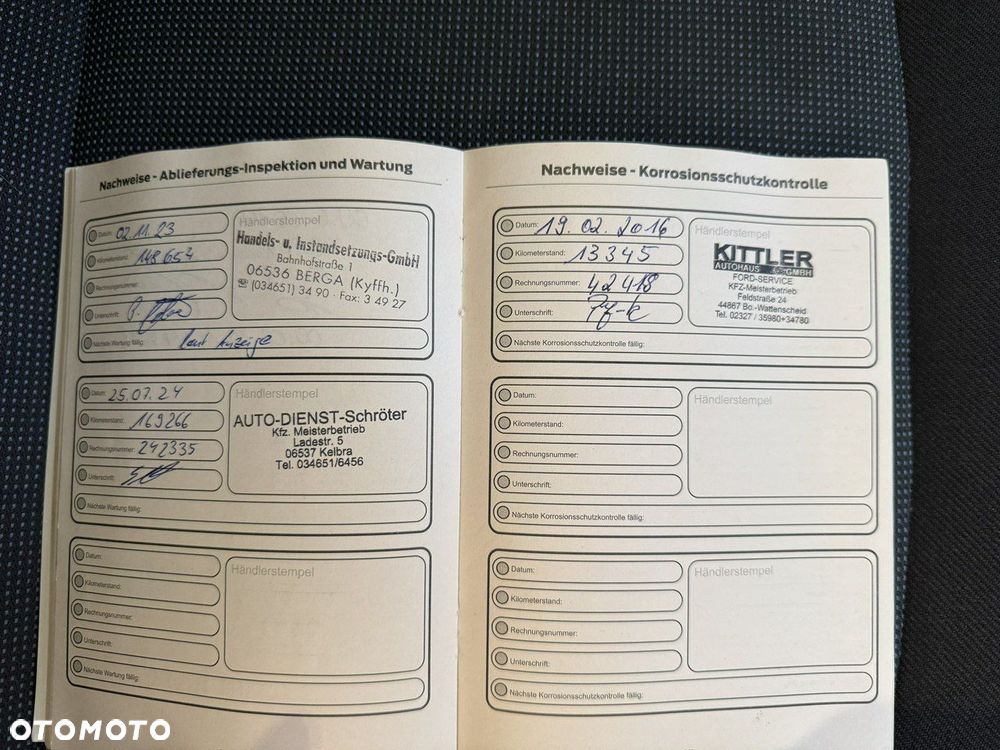 Nachweise - Ablieferungs-Inspektion und Wartung
Datum: 02.11.23
Kilometerstand: 148654
Rechnungsnummer:
Unterschrift:
Nächste Wartung fällig: laut Anzeige
Händlerstempel
Handels- u. Instandsetzungs-GmbH
Bahnhofstraße 1
06536 BERGA (Kyffh.)
☎ (034651) 34 90 · Fax: 3 49 27
Datum: 25.07.24
Kilometerstand: 169266
Rechnungsnummer: 242335
Unterschrift:
Nächste Wartung fällig:
Händlerstempel
AUTO-DIENST-Schröter
Kfz. Meisterbetrieb
Ladestr. 5
06537 Kelbra
Tel. 034651/6456
Datum:
Kilometerstand:
Rechnungsnummer:
Unterschrift:
Nächste Wartung fällig:
Händlerstempel
Nachweise - Korrosionsschutzkontrolle
Datum: 19.02.2016
Kilometerstand: 13345
Rechnungsnummer: 42418
Unterschrift:
Nächste Korrosionsschutzkontrolle fällig:
Händlerstempel
KITTLER
AUTOHAUS GMBH
FORD-SERVICE
KFZ-Meisterbetrieb
Feldstraße 24
44867 Bo.-Wattenscheid
Tel. 02327 / 35980+34780
Datum:
Kilometerstand:
Rechnungsnummer:
Unterschrift:
Nächste Korrosionsschutzkontrolle fällig:
Händlerstempel
Datum:
Kilometerstand:
Rechnungsnummer:
Unterschrift:
Nächste Korrosionsschutzkontrolle fällig:
Händlerstempel
OTOMOTO